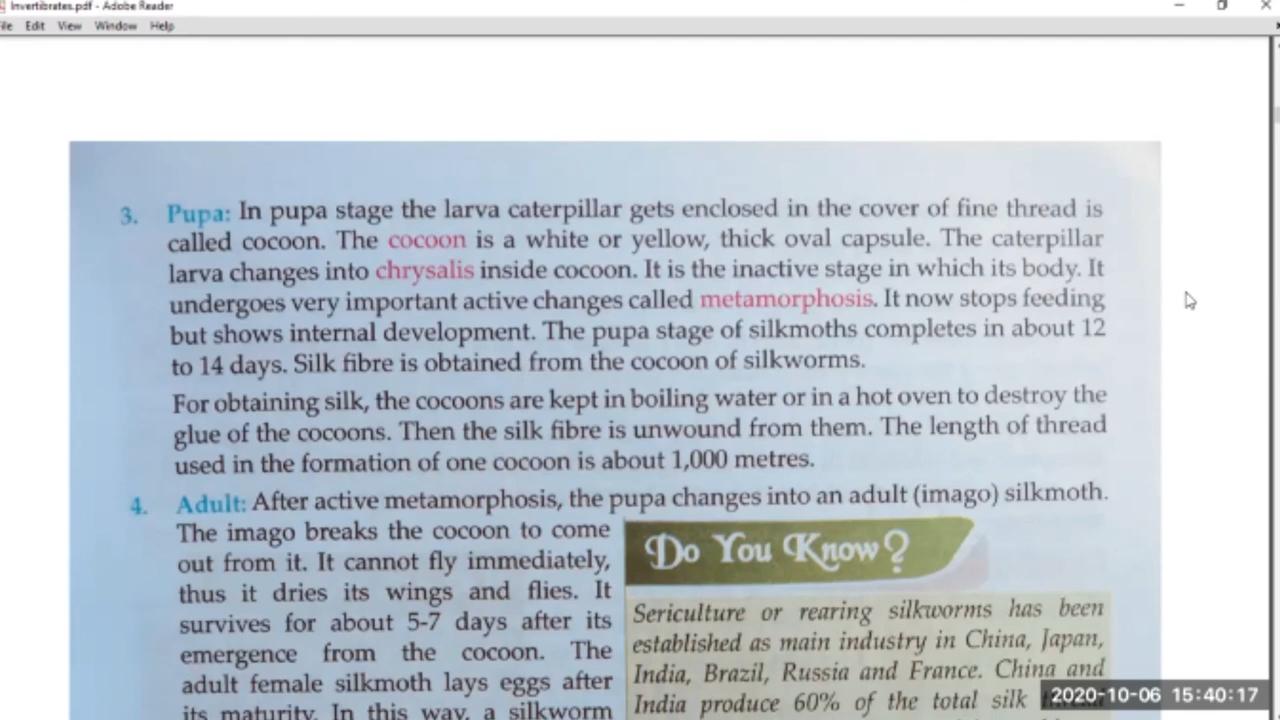 Invertibrates.pdf - Adobe Reader
File Edit View Window Help
3. Pupa: In pupa stage the larva caterpillar gets enclosed in the cover of fine thread is
called cocoon. The cocoon is a white or yellow, thick oval capsule. The caterpillar
larva changes into chrysalis inside cocoon. It is the inactive stage in which its body. It
undergoes very important active changes called metamorphosis. It now stops feeding
but shows internal development. The pupa stage of silkmoths completes in about 12
to 14 days. Silk fibre is obtained from the cocoon of silkworms.
For obtaining silk, the cocoons are kept in boiling water or in a hot oven to destroy the
glue of the cocoons. Then the silk fibre is unwound from them. The length of thread
used in the formation of one cocoon is about 1,000 metres.
4. Adult: After active metamorphosis, the pupa changes into an adult (imago) silkmoth.
The imago breaks the cocoon to come
out from it. It cannot fly immediately,
thus it dries its wings and flies. It
survives for about 5-7 days after its
emergence from the cocoon. The
adult female silkmoth lays eggs after
its maturity. In this way, a silkworm
Do You Know?
Sericulture or rearing silkworms has been
established as main industry in China, Japan,
India, Brazil, Russia and France. China and
India produce 60% of the total silk
2020-10-06 15:40:17